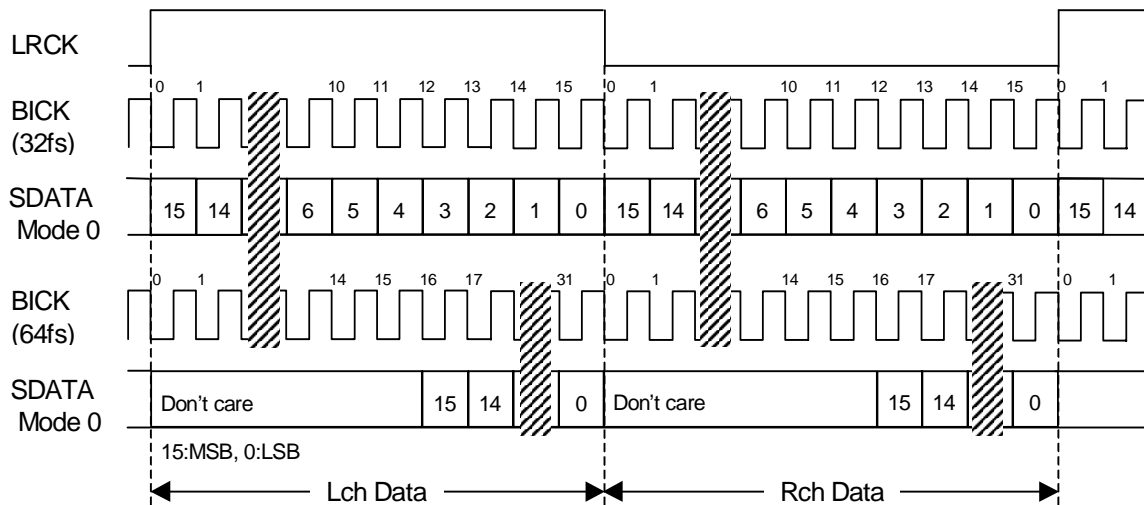 LRCK
0 1 10 11 12 13 14 15 0 1 10 11 12 13 14 15 0 1
BICK
(32fs)
SDATA
Mode 0
15 14 6 5 4 3 2 1 0 15 14 6 5 4 3 2 1 0 15 14
0 1 14 15 16 17 31 0 1 14 15 16 17 31 0 1
BICK
(64fs)
SDATA
Mode 0
Don't care 15 14 0 Don't care 15 14 0
15:MSB, 0:LSB
Lch Data Rch Data